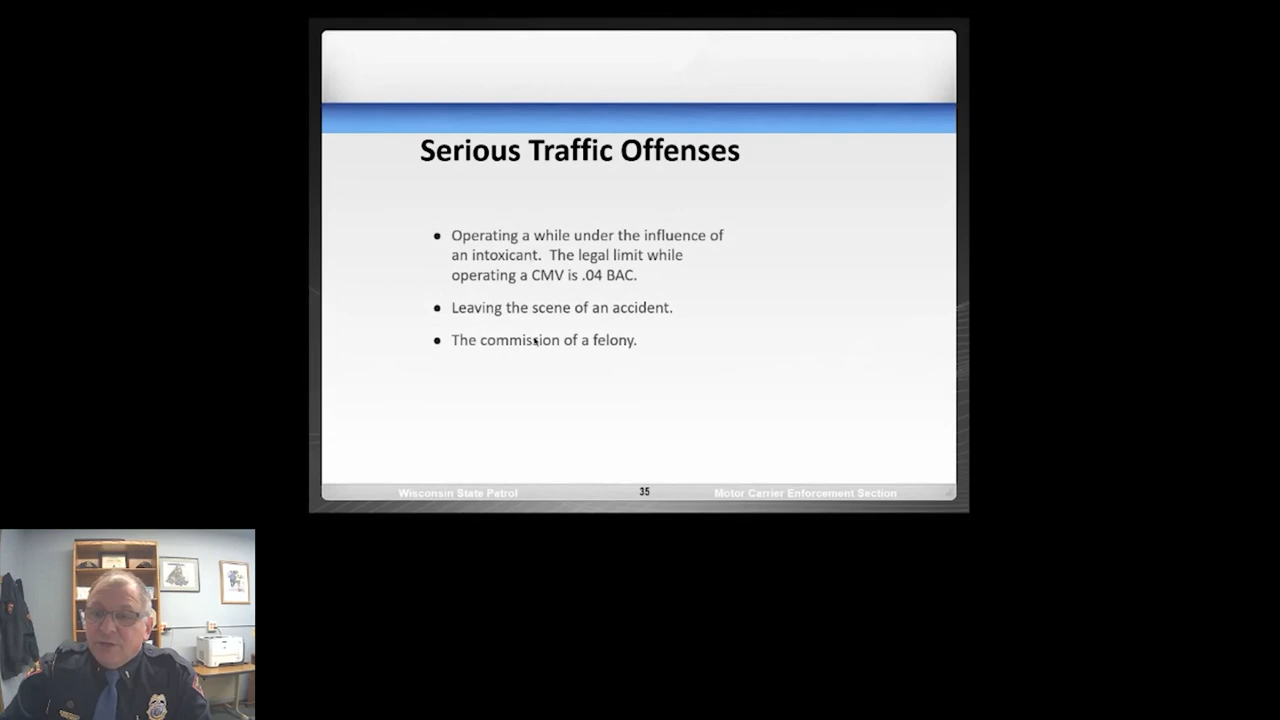 Serious Traffic Offenses
Operating a while under the influence of
an intoxicant. The legal limit while
operating a CMV is .04 BAC.
Leaving the scene of an accident.
The commission of a felony.
Wisconsin State Patrol
35
Motor Carrier Enforcement Section